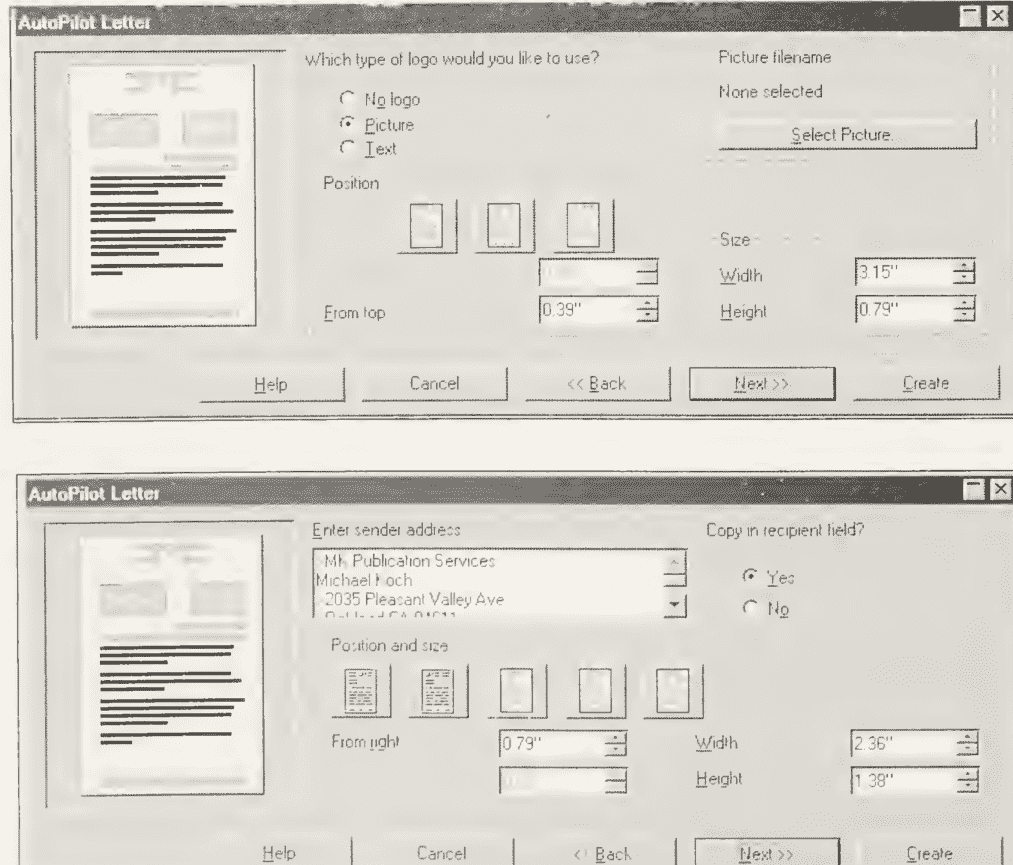 AutoPilot Letter
Which type of logo would you like to use?
No logo
Picture
Text
Picture filename
None selected
Select Picture.
Position
Size
Width 3.15"
From top 0.39"
Height 0.79"
Help Cancel << Back Next >> Create
AutoPilot Letter
Enter sender address
MK Publication Services
Michael Koch
2035 Pleasant Valley Ave
Copy in recipient field?
Yes
No
Position and size
From right 0.79"
Width 2.36"
Height 1.38"
Help Cancel << Back Next >> Create